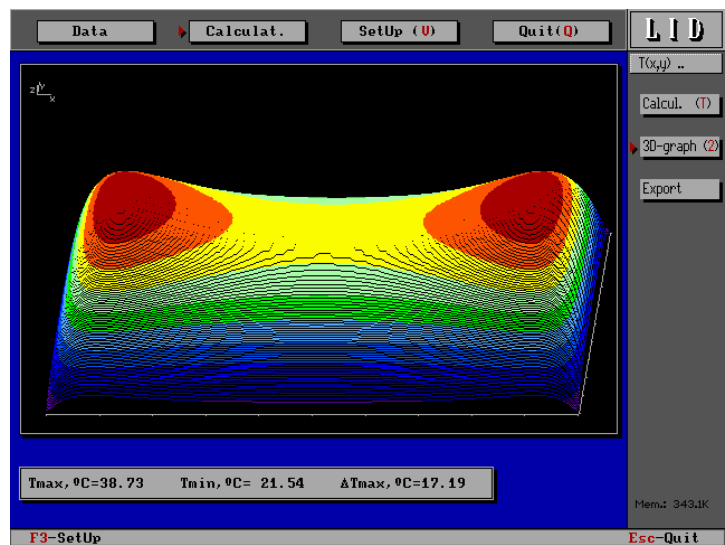 Data Calculat. SetUp (U) Quit(Q) LID
T(x,y) ..
Calcul. (T)
3D-graph (2)
Export
z y
x
Tmax,ºC=38.73 Tmin,ºC= 21.54 ΔTmax,ºC=17.19
Mem.: 343.1K
F3-SetUp Esc-Quit